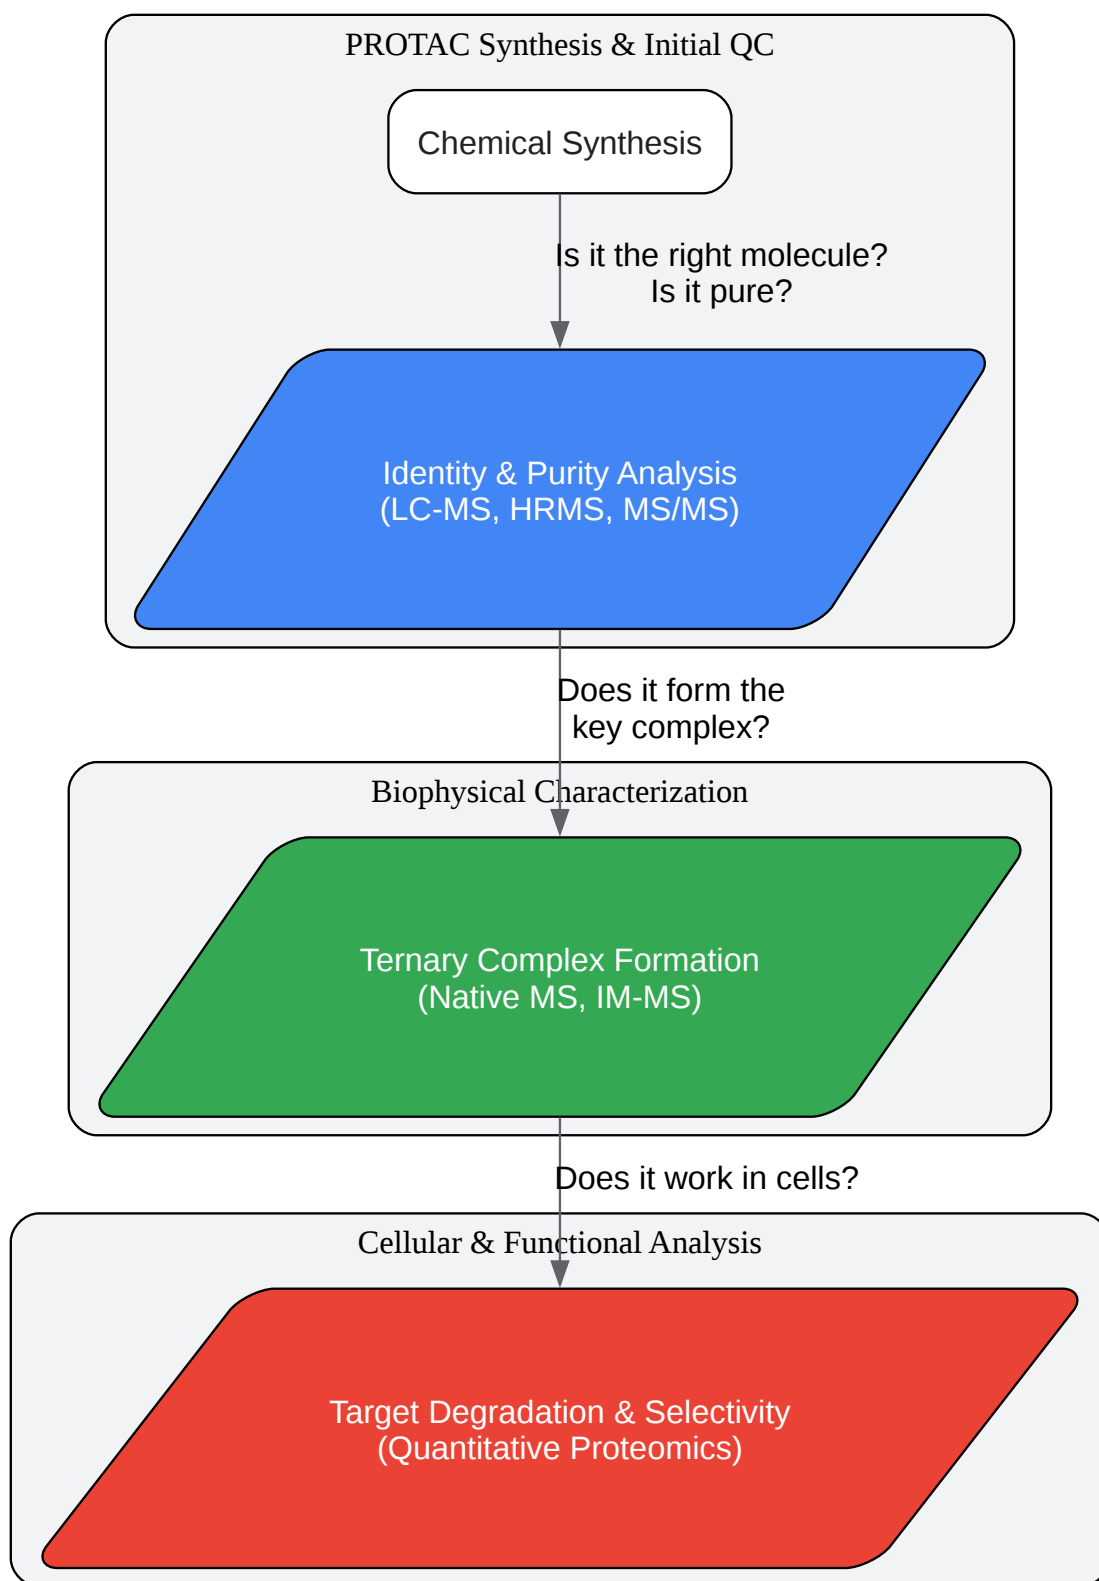 PROTAC Synthesis & Initial QC
Chemical Synthesis
Is it the right molecule?
Is it pure?
Identity & Purity Analysis
(LC-MS, HRMS, MS/MS)
Does it form the
key complex?
Biophysical Characterization
Ternary Complex Formation
(Native MS, IM-MS)
Does it work in cells?
Cellular & Functional Analysis
Target Degradation & Selectivity
(Quantitative Proteomics)